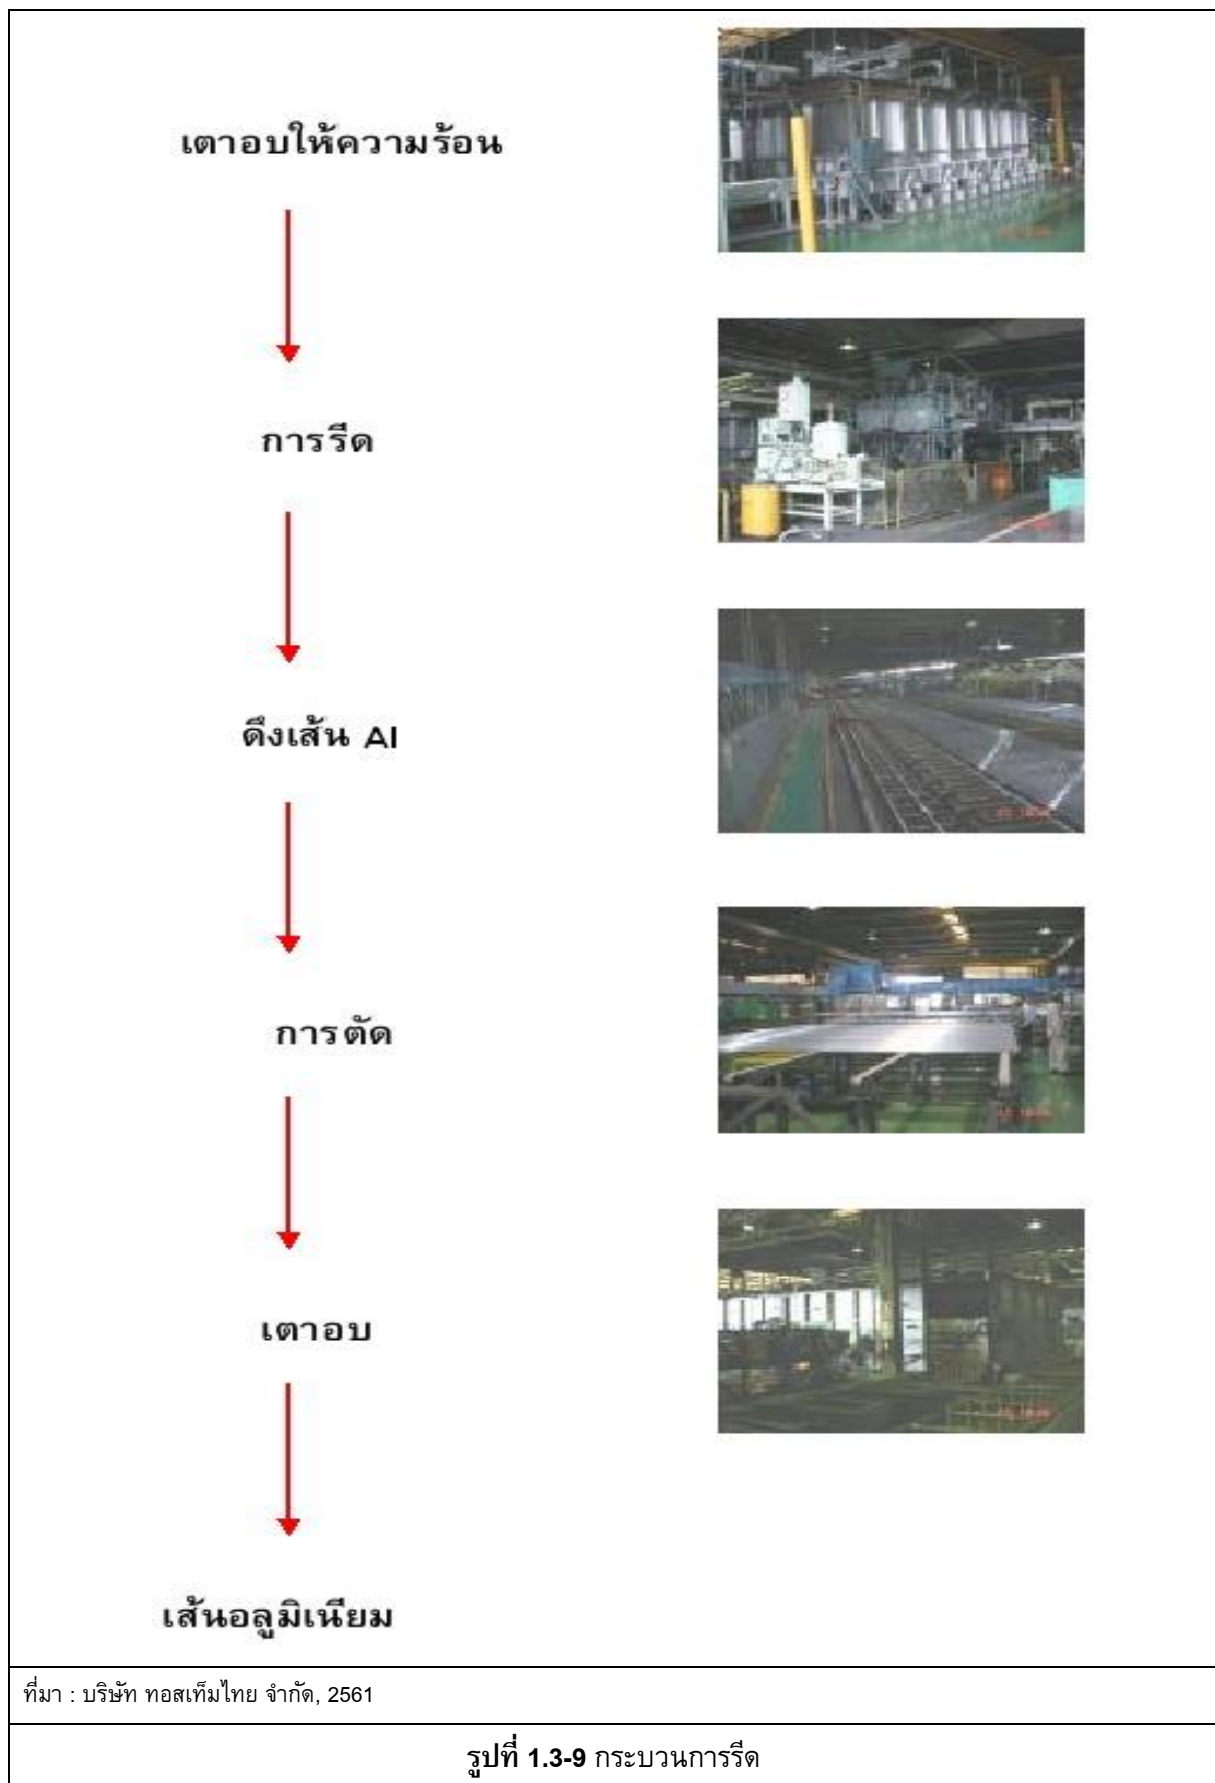 เตาอบให้ความร้อน
การรีด
ดึงเส้น Al
การตัด
เตาอบ
เส้นอลูมิเนียม
ที่มา : บริษัท ทอสเท็มไทย จำกัด, 2561
รูปที่ 1.3-9 กระบวนการรีด